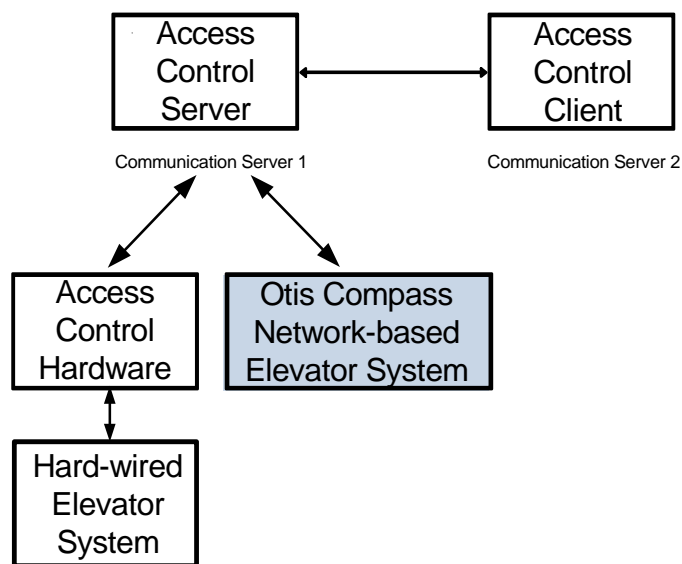 Access
Control
Server
Access
Control
Client
Communication Server 1
Communication Server 2
Access
Control
Hardware
Otis Compass
Network-based
Elevator System
Hard-wired
Elevator
System